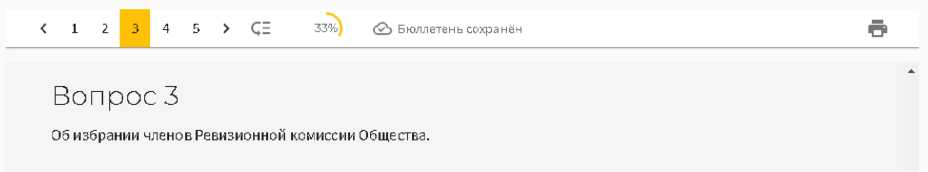 1 2 3 4 5 33% Бюллетень сохранён
Вопрос 3
Об избрании членов Ревизионной комиссии Общества.